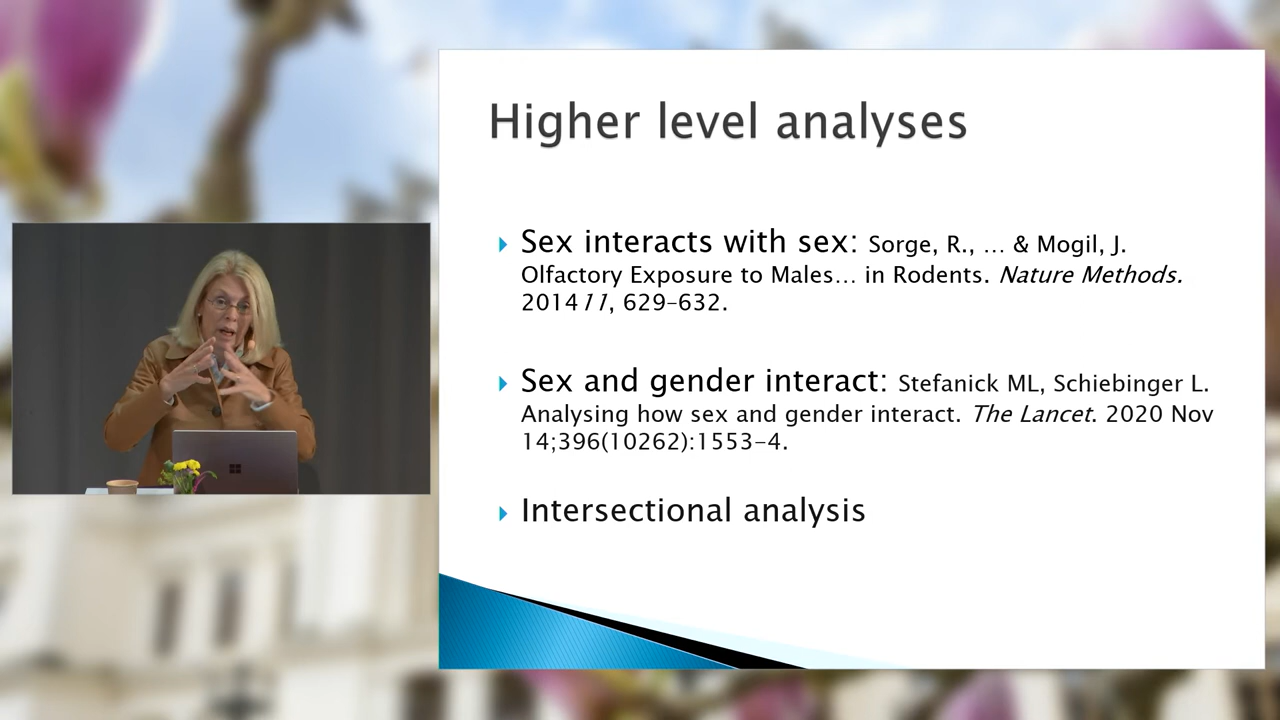 Higher level analyses
Sex interacts with sex: Sorge, R., … & Mogil, J.
Olfactory Exposure to Males… in Rodents. Nature Methods.
2014 11, 629–632.
Sex and gender interact: Stefanick ML, Schiebinger L.
Analysing how sex and gender interact. The Lancet. 2020 Nov
14;396(10262):1553–4.
Intersectional analysis